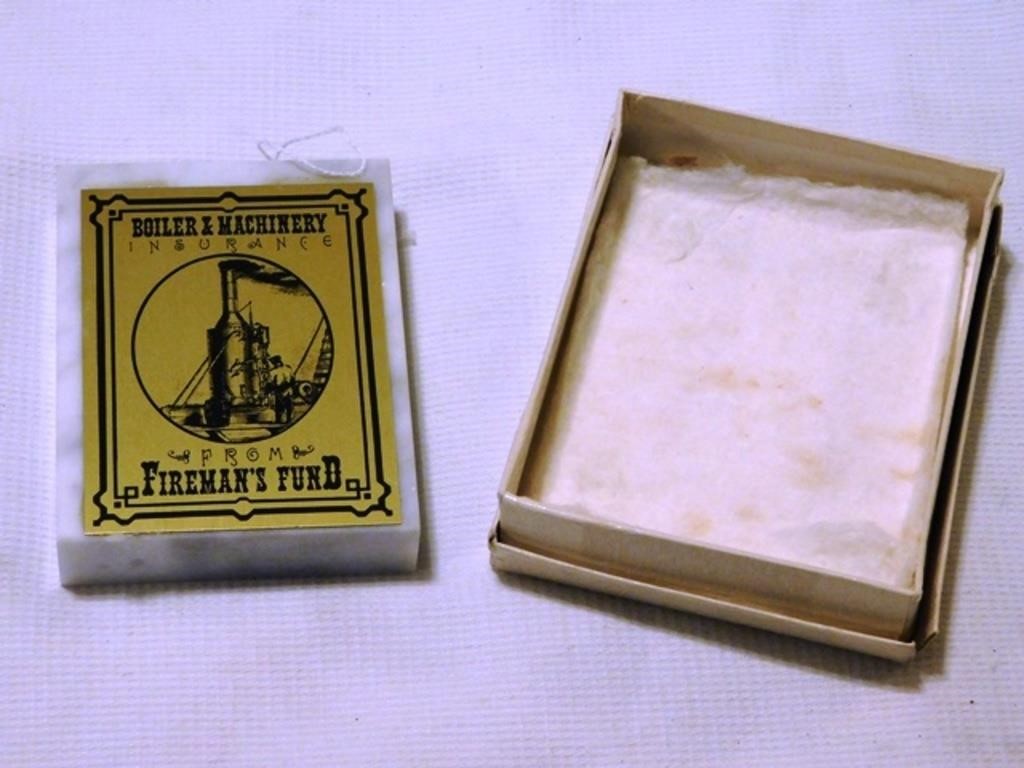 BOILER & MACHINERY
INSURANCE
FROM
FIREMAN'S FUND